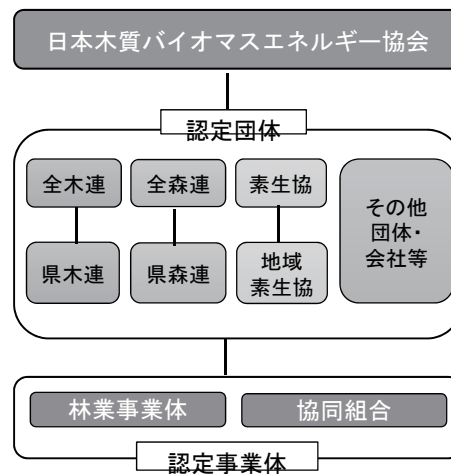 日本木質バイオマスエネルギー協会
認定団体
全木連
全森連
素生協
その他
団体・
会社等
県木連
県森連
地域
素生協
林業事業体
協同組合
認定事業体